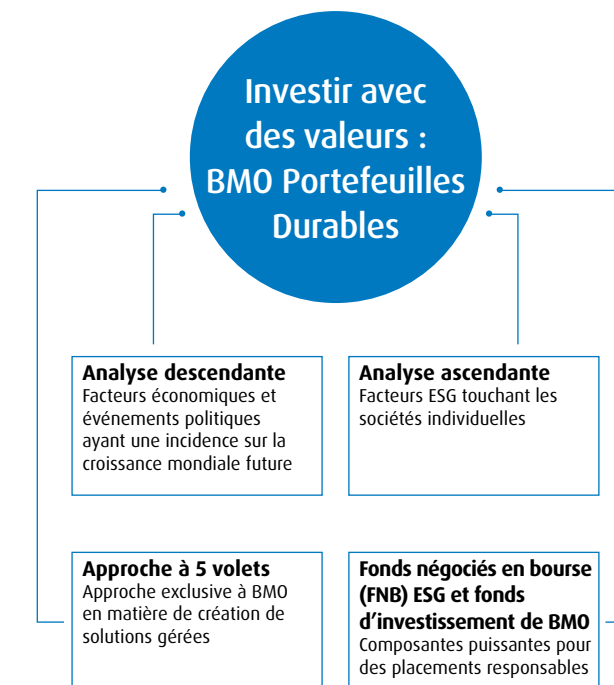 Investir avec
des valeurs :
BMO Portefeuilles
Durables
Analyse descendante
Facteurs économiques et
événements politiques
ayant une incidence sur la
croissance mondiale future
Analyse ascendante
Facteurs ESG touchant les
sociétés individuelles
Approche à 5 volets
Approche exclusive à BMO
en matière de création de
solutions gérées
Fonds négociés en bourse
(FNB) ESG et fonds
d’investissement de BMO
Composantes puissantes pour
des placements responsables